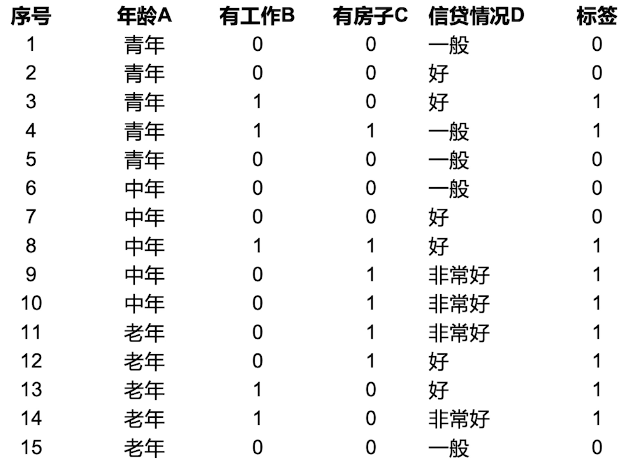 序号 年龄A 有工作B 有房子C 信贷情况D 标签
1 青年 0 0 一般 0
2 青年 0 0 好 0
3 青年 1 0 好 1
4 青年 1 1 一般 1
5 青年 0 0 一般 0
6 中年 0 0 一般 0
7 中年 0 0 好 0
8 中年 1 1 好 1
9 中年 0 1 非常好 1
10 中年 0 1 非常好 1
11 老年 0 1 非常好 1
12 老年 0 1 好 1
13 老年 1 0 好 1
14 老年 1 0 非常好 1
15 老年 0 0 一般 0